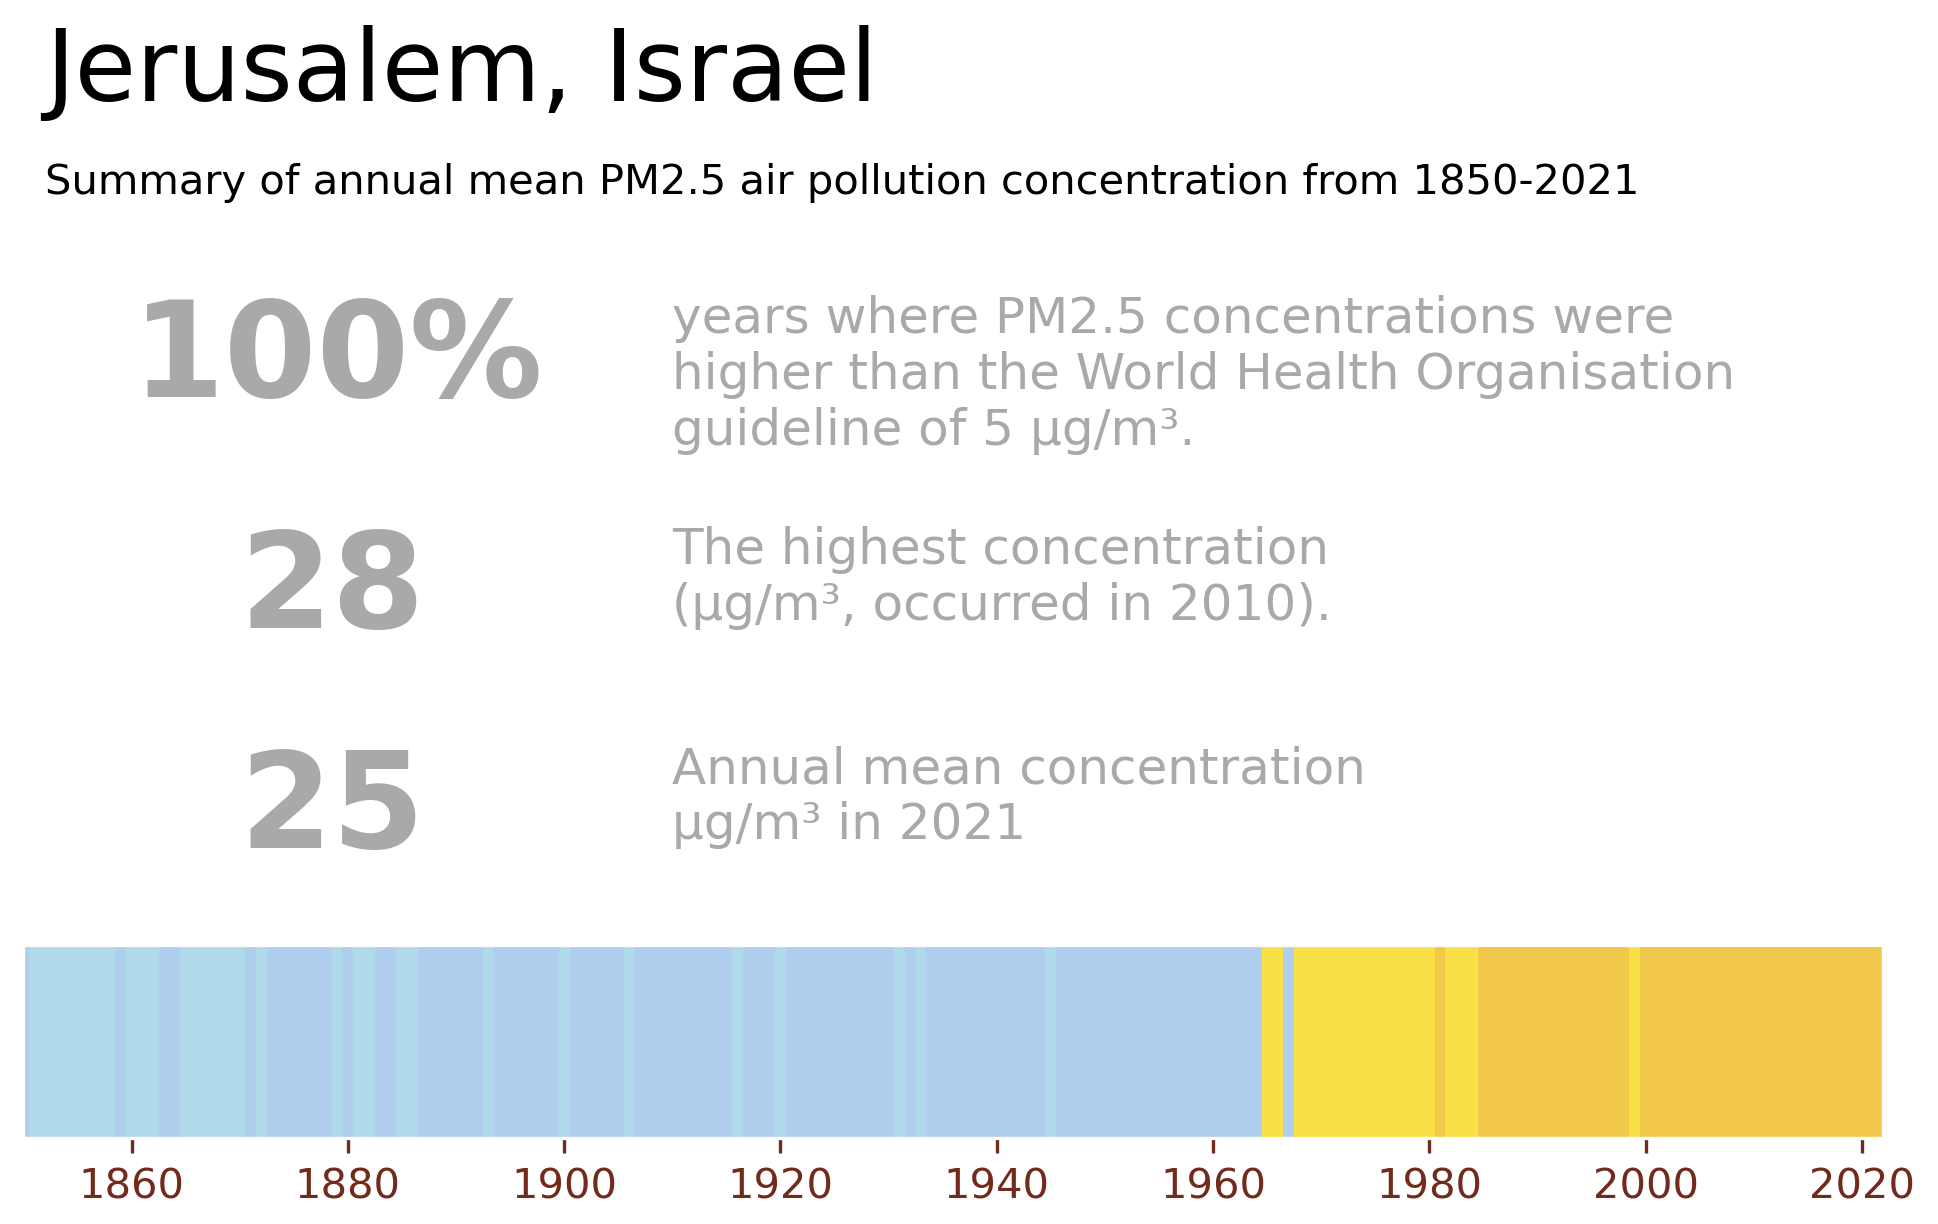 Jerusalem, Israel
Summary of annual mean PM2.5 air pollution concentration from 1850-2021
100%
years where PM2.5 concentrations were
higher than the World Health Organisation
guideline of 5 µg/m³.
28
The highest concentration
(µg/m³, occurred in 2010).
25
Annual mean concentration
µg/m³ in 2021
1860 1880 1900 1920 1940 1960 1980 2000 2020